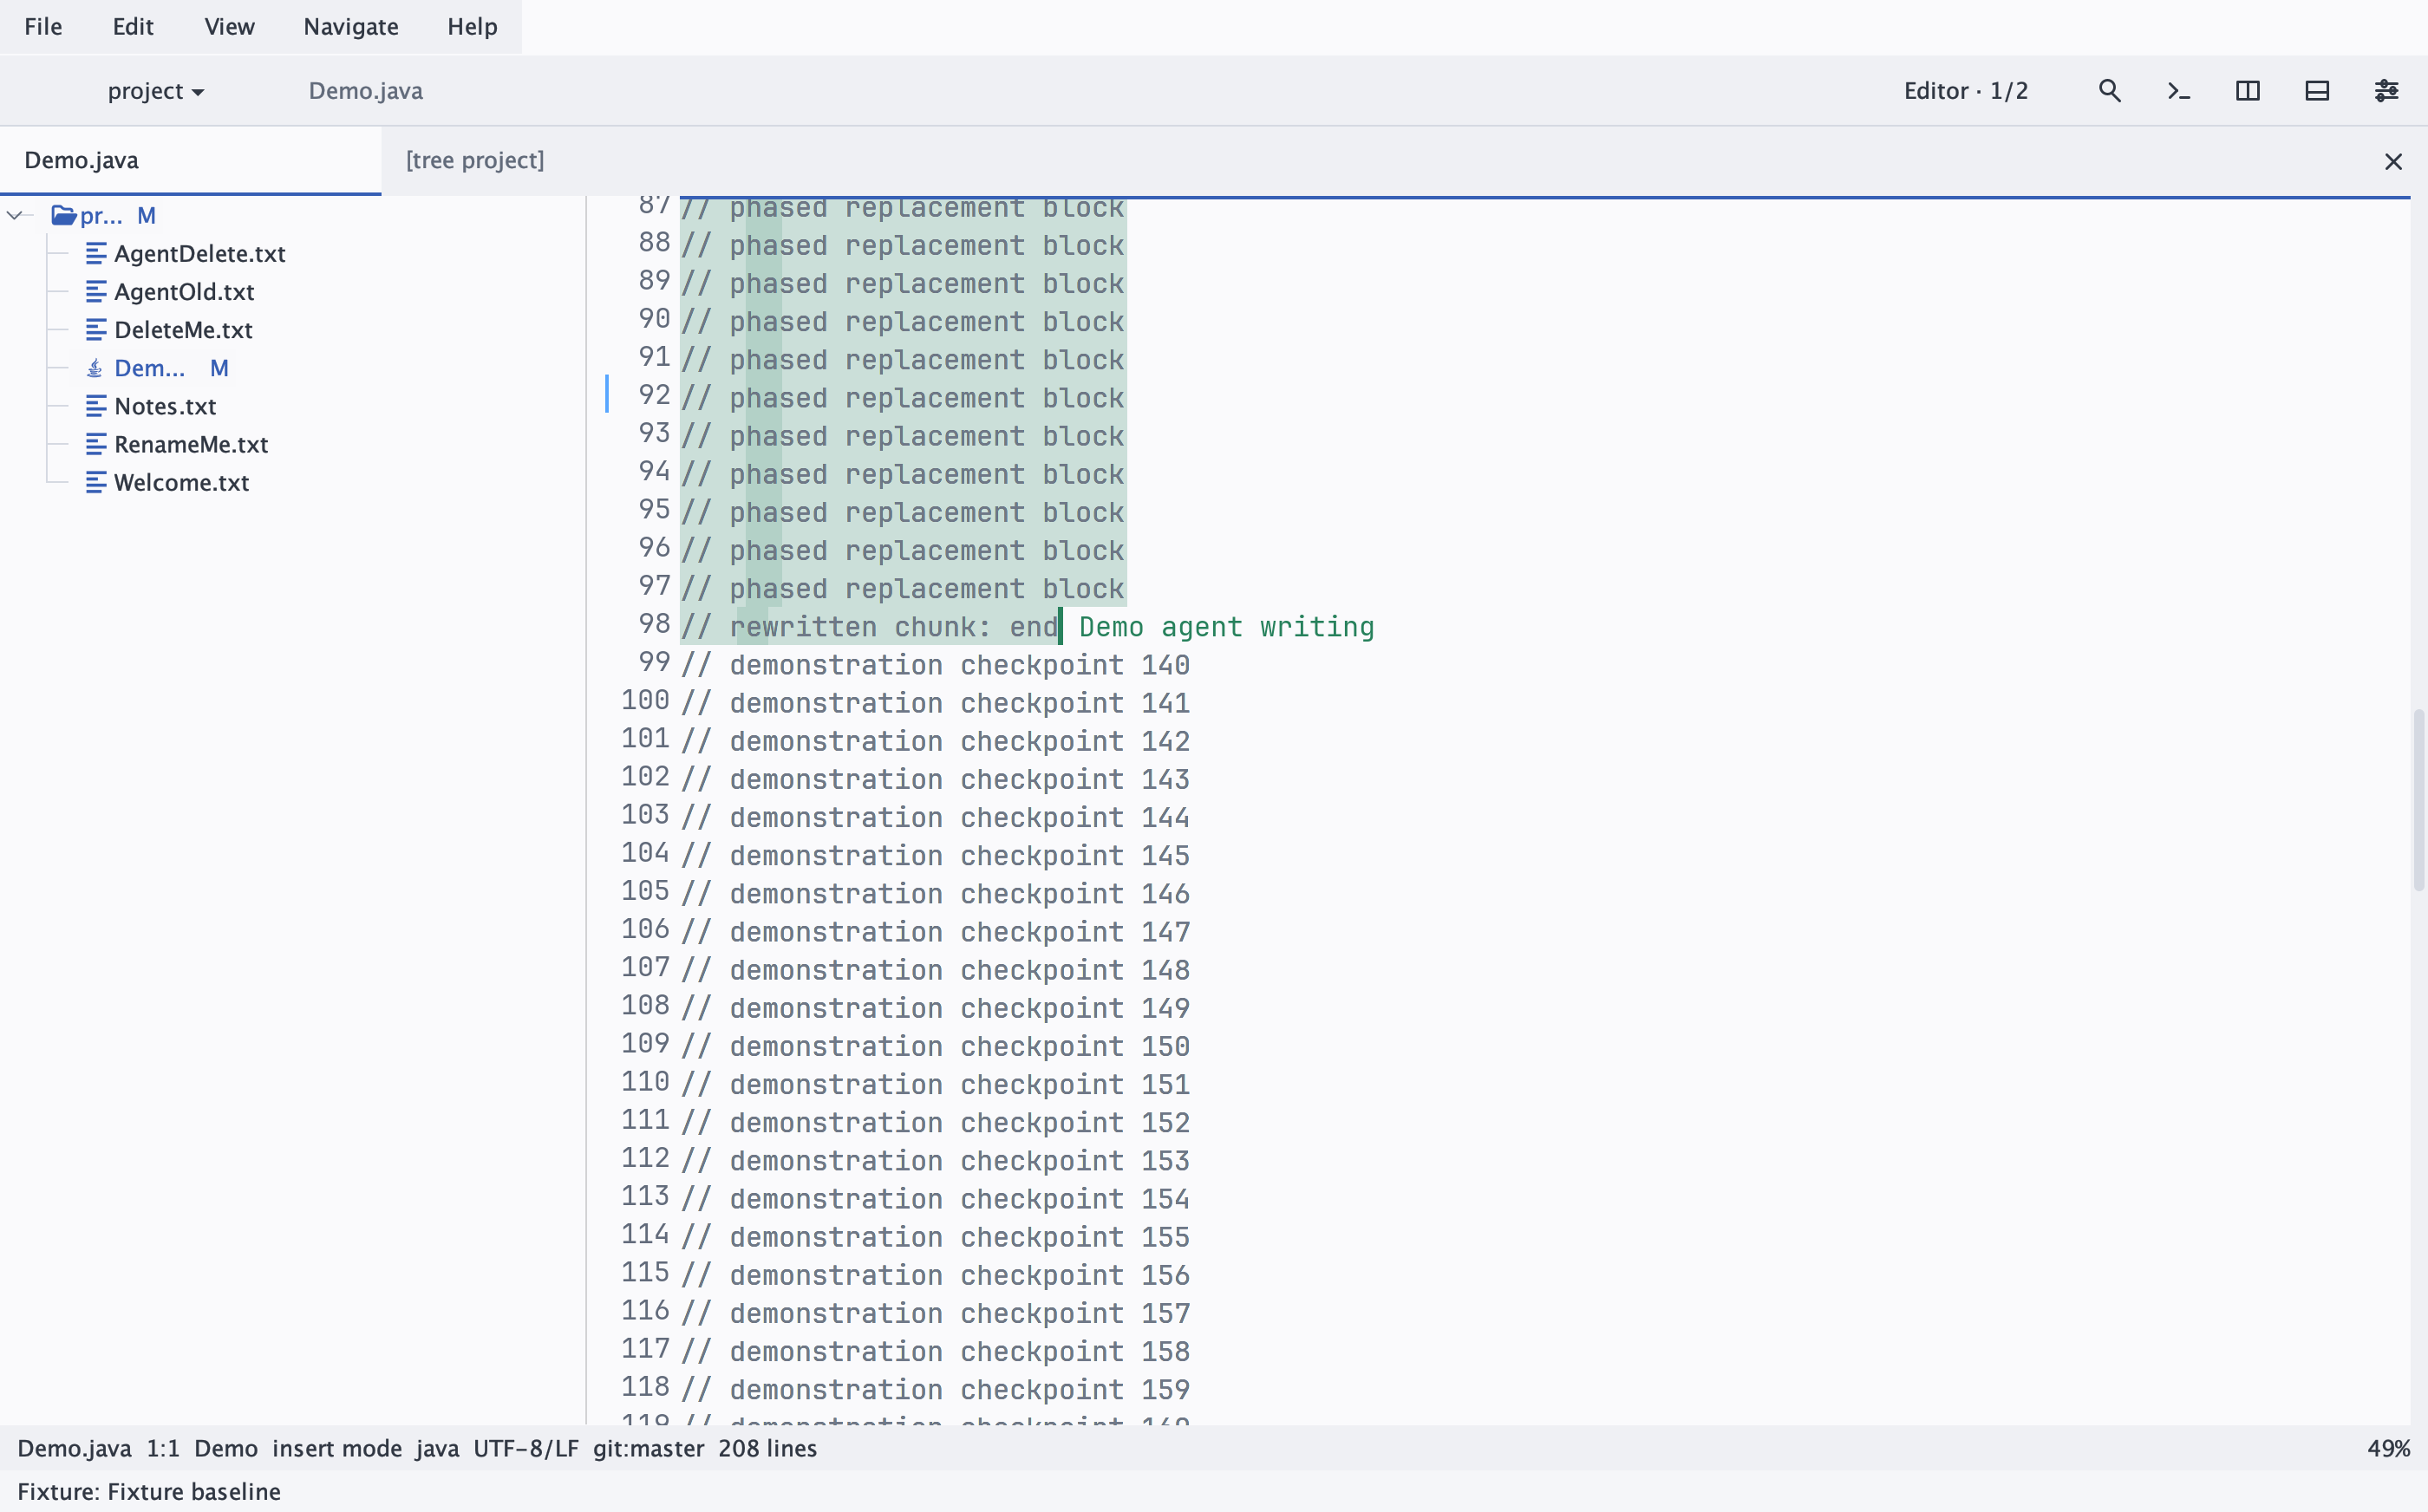 File Edit View Navigate Help
project Demo.java Editor · 1/2
Demo.java [tree project]
pr... M
AgentDelete.txt
AgentOld.txt
DeleteMe.txt
Dem... M
Notes.txt
RenameMe.txt
Welcome.txt
87 // phased replacement block
88 // phased replacement block
89 // phased replacement block
90 // phased replacement block
91 // phased replacement block
92 // phased replacement block
93 // phased replacement block
94 // phased replacement block
95 // phased replacement block
96 // phased replacement block
97 // phased replacement block
98 // rewritten chunk: end Demo agent writing
99 // demonstration checkpoint 140
100 // demonstration checkpoint 141
101 // demonstration checkpoint 142
102 // demonstration checkpoint 143
103 // demonstration checkpoint 144
104 // demonstration checkpoint 145
105 // demonstration checkpoint 146
106 // demonstration checkpoint 147
107 // demonstration checkpoint 148
108 // demonstration checkpoint 149
109 // demonstration checkpoint 150
110 // demonstration checkpoint 151
111 // demonstration checkpoint 152
112 // demonstration checkpoint 153
113 // demonstration checkpoint 154
114 // demonstration checkpoint 155
115 // demonstration checkpoint 156
116 // demonstration checkpoint 157
117 // demonstration checkpoint 158
118 // demonstration checkpoint 159
119 // demonstration checkpoint 160
Demo.java 1:1 Demo insert mode java UTF-8/LF git:master 208 lines 49%
Fixture: Fixture baseline